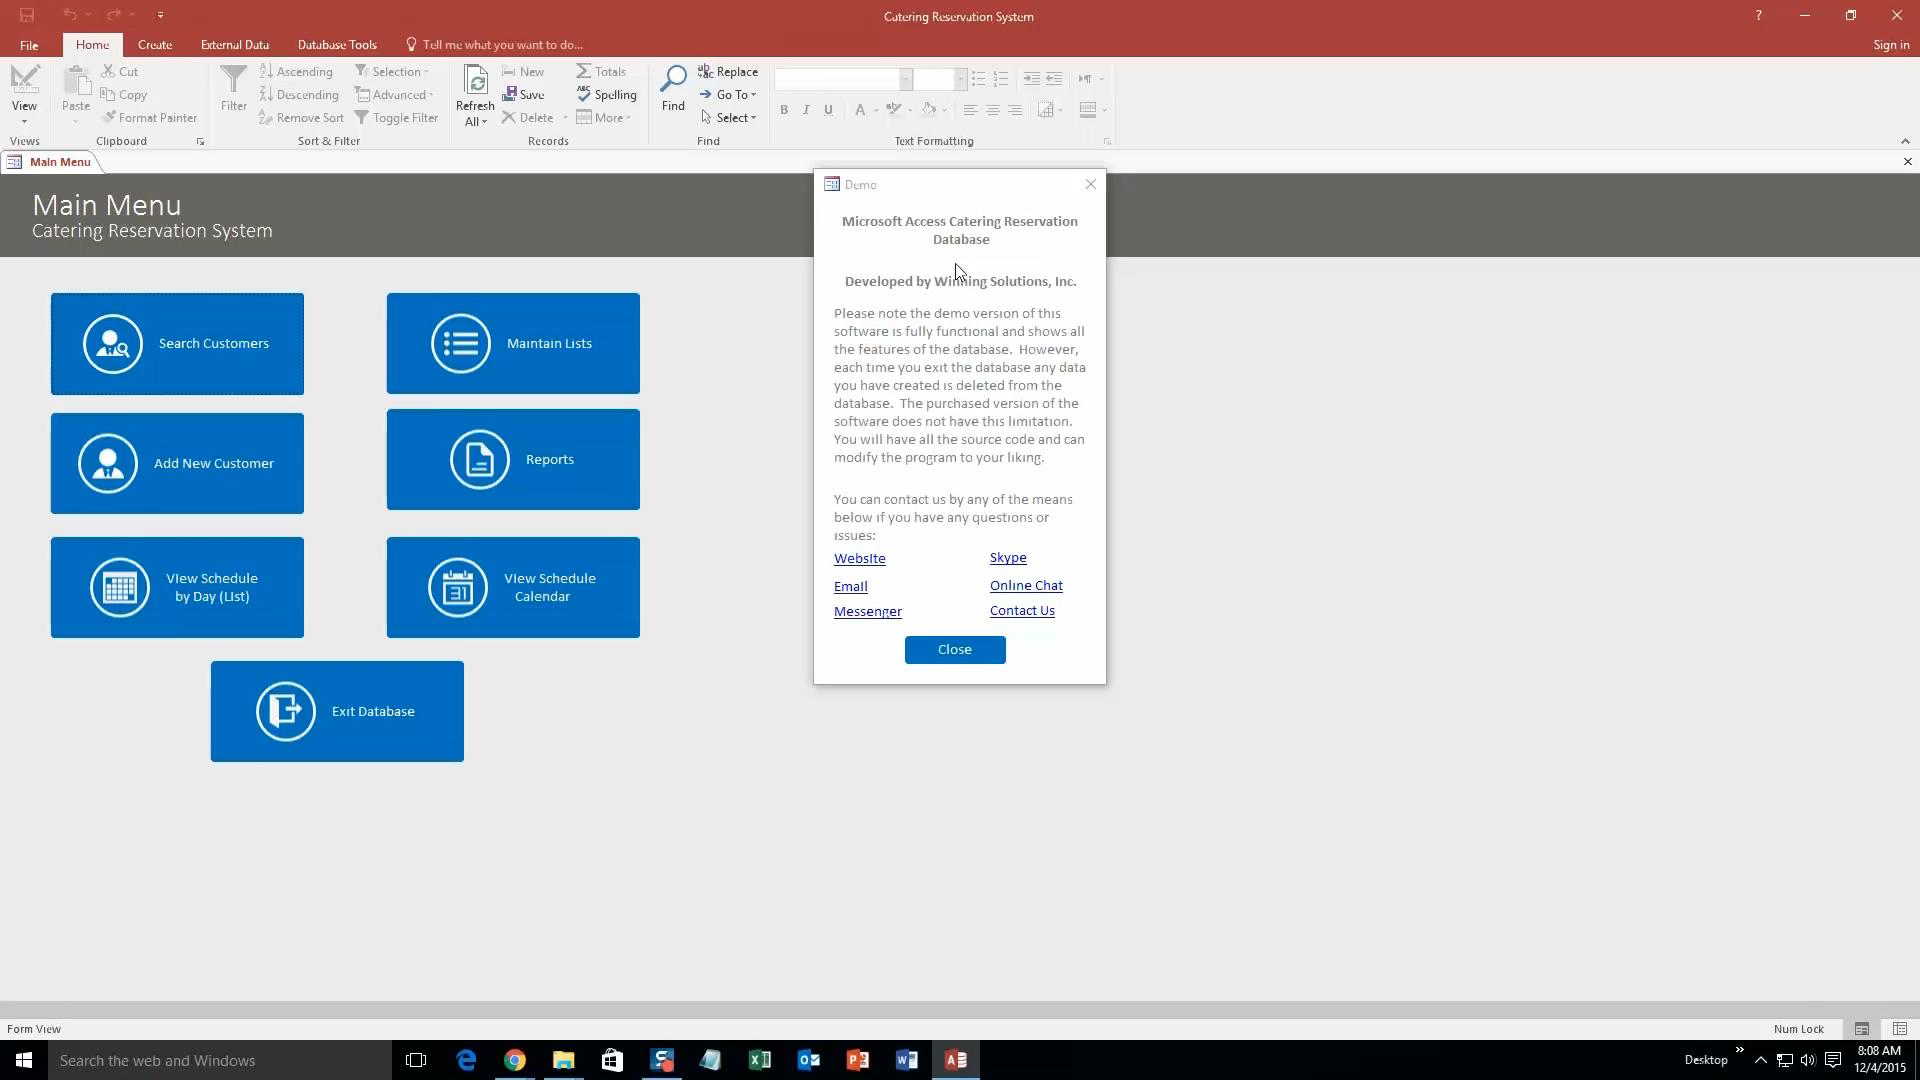 Catering Reservation System
?
File
Home
Create
External Data
Database Tools
Tell me what you want to do...
Sign in
View
Views
Paste
Cut
Copy
Format Painter
Clipboard
Filter
Ascending
Descending
Remove Sort
Selection
Advanced
Toggle Filter
Sort & Filter
Refresh
All
New
Save
Delete
Totals
Spelling
More
Records
Find
Replace
Go To
Select
Find
B I U A
Text Formatting
Main Menu
Main Menu
Catering Reservation System
Search Customers
Maintain Lists
Add New Customer
Reports
View Schedule
by Day (List)
31
View Schedule
Calendar
Exit Database
Demo
Microsoft Access Catering Reservation
Database
Developed by Winning Solutions, Inc.
Please note the demo version of this
software is fully functional and shows all
the features of the database. However,
each time you exit the database any data
you have created is deleted from the
database. The purchased version of the
software does not have this limitation.
You will have all the source code and can
modify the program to your liking.
You can contact us by any of the means
below if you have any questions or
issues:
Website
Skype
Email
Online Chat
Messenger
Contact Us
Close
Form View
Num Lock
Search the web and Windows
Desktop
8:08 AM
12/4/2015